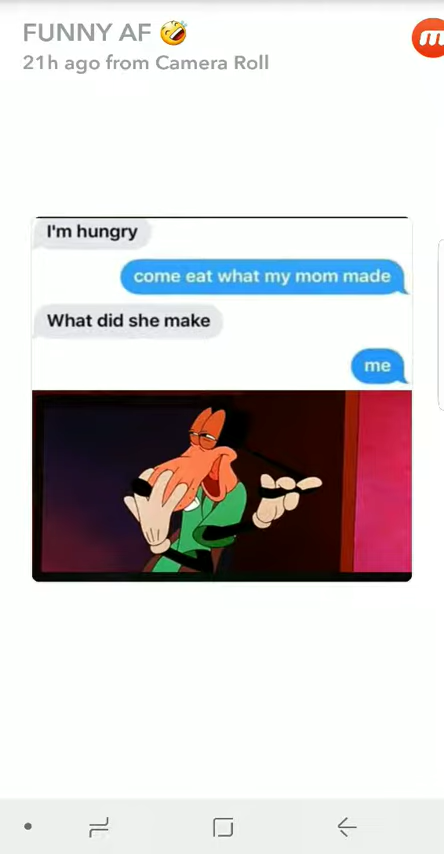 FUNNY AF 🤣
21h ago from Camera Roll
m
I'm hungry
come eat what my mom made
What did she make
me